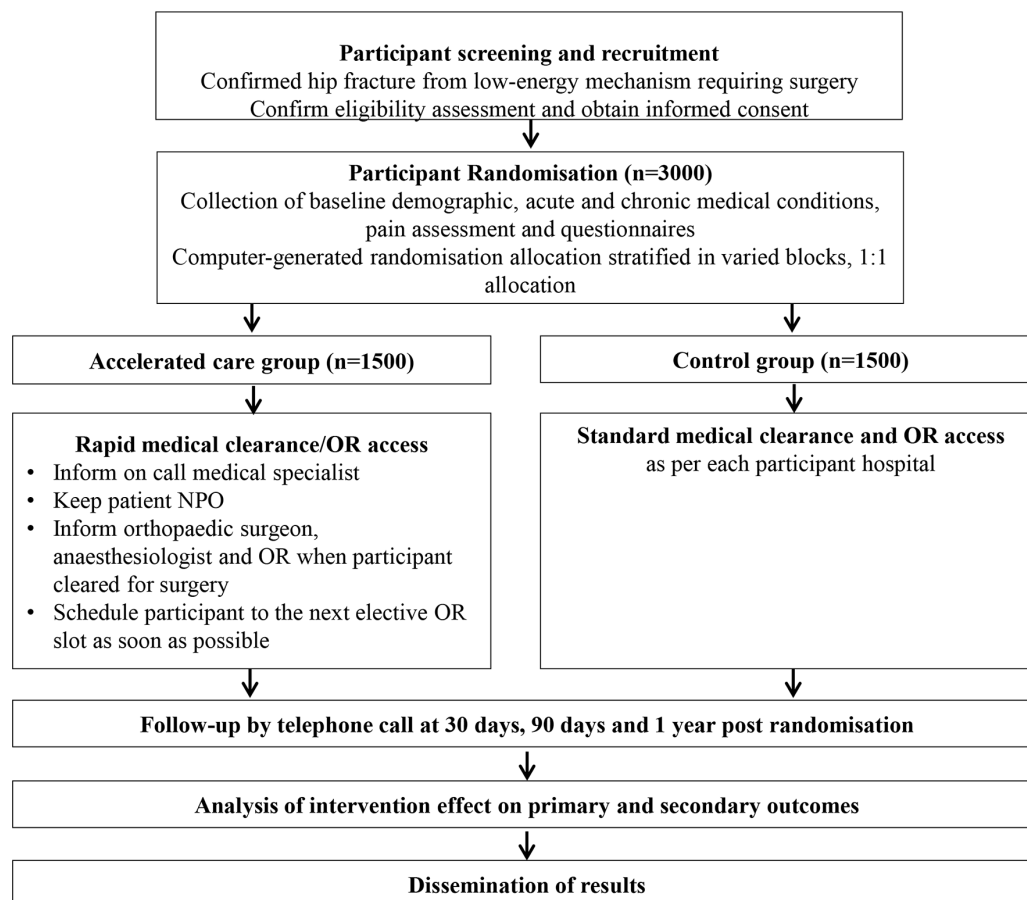 Participant screening and recruitment
Confirmed hip fracture from low-energy mechanism requiring surgery
Confirm eligibility assessment and obtain informed consent
Participant Randomisation (n=3000)
Collection of baseline demographic, acute and chronic medical conditions,
pain assessment and questionnaires
Computer-generated randomisation allocation stratified in varied blocks, 1:1
allocation
Accelerated care group (n=1500)
Control group (n=1500)
Rapid medical clearance/OR access
• Inform on call medical specialist
• Keep patient NPO
• Inform orthopaedic surgeon,
anaesthesiologist and OR when participant
cleared for surgery
• Schedule participant to the next elective OR
slot as soon as possible
Standard medical clearance and OR access
as per each participant hospital
Follow-up by telephone call at 30 days, 90 days and 1 year post randomisation
Analysis of intervention effect on primary and secondary outcomes
Dissemination of results